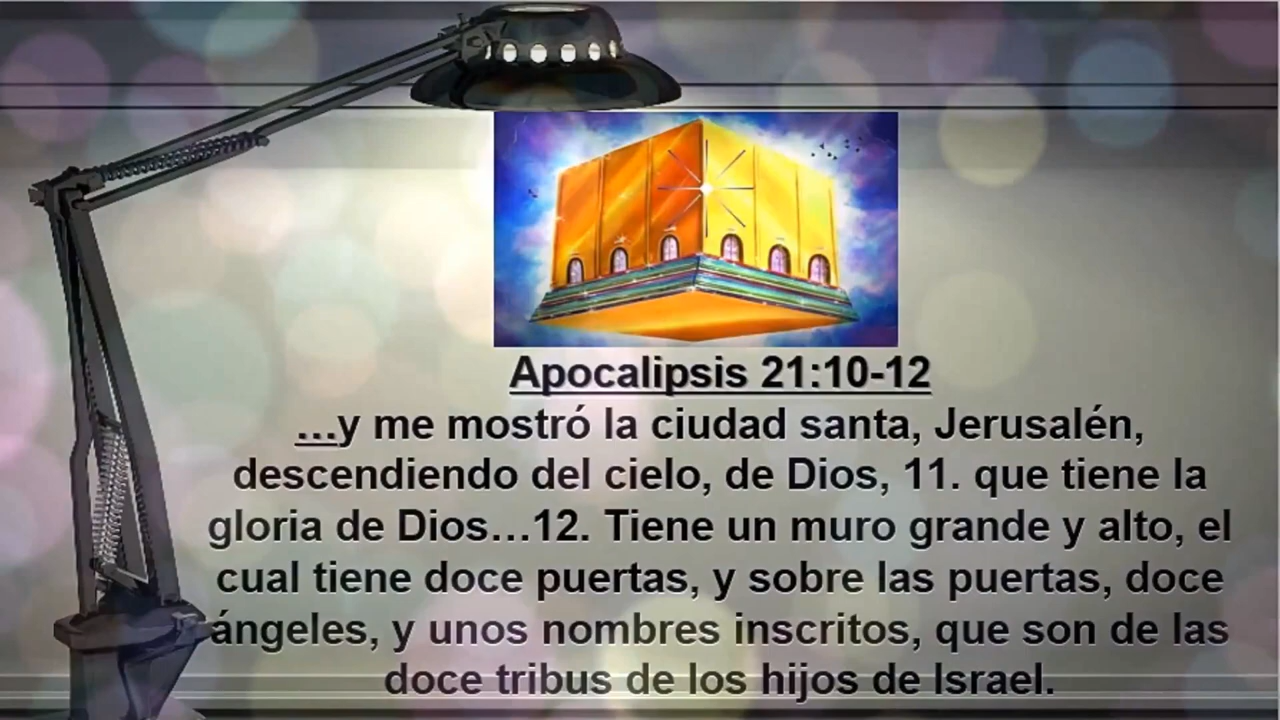 Apocalipsis 21:10-12
...y me mostró la ciudad santa, Jerusalén,
descendiendo del cielo, de Dios, 11. que tiene la
gloria de Dios...12. Tiene un muro grande y alto, el
cual tiene doce puertas, y sobre las puertas, doce
ángeles, y unos nombres inscritos, que son de las
doce tribus de los hijos de Israel.